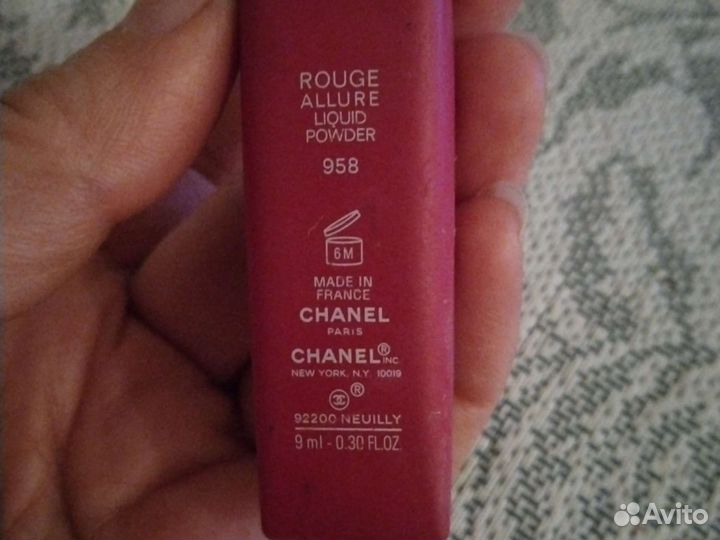 ROUGE
ALLURE
LIQUID
POWDER
958
6M
MADE IN
FRANCE
CHANEL
PARIS
CHANEL® INC.
NEW YORK, N.Y. 10019
®
92200 NEUILLY
9 ml - 0.30 FL.OZ.
Avito